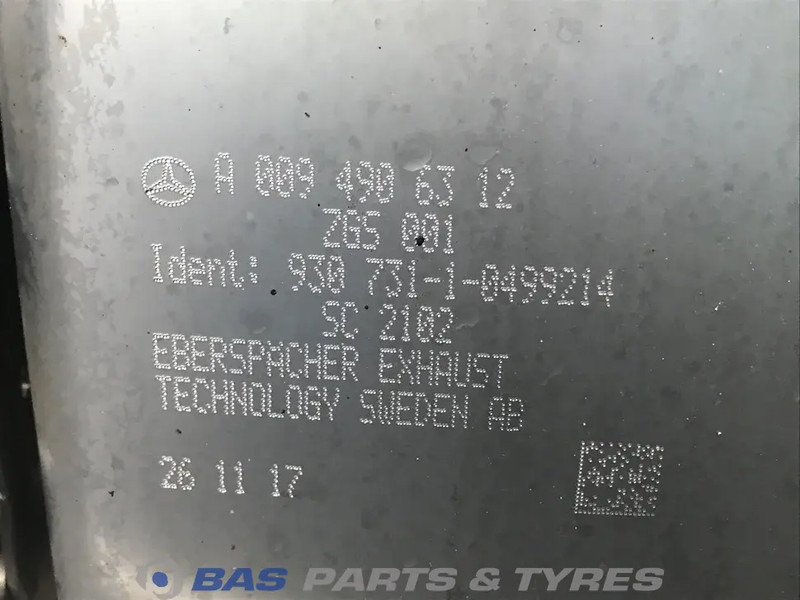 A 009 490 63 12
ZGS 001
Ident: 930 731-1-0499214
SC 2102
EBERSPACHER EXHAUST
TECHNOLOGY SWEDEN AB
26 11 17
BAS PARTS & TYRES